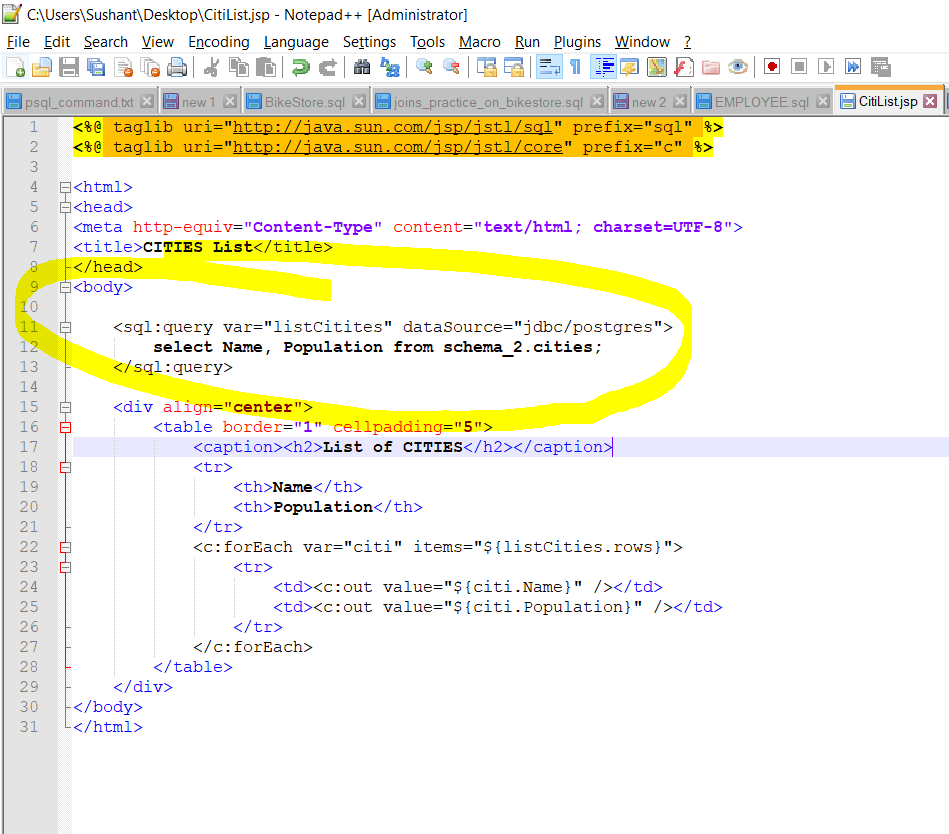 C:\Users\Sushant\Desktop\CitiList.jsp - Notepad++ [Administrator]
File Edit Search View Encoding Language Settings Tools Macro Run Plugins Window ?
psql_command.txt new 1 BikeStore.sql joins_practice_on_bikestore.sql new 2 EMPLOYEE.sql CitiList.jsp
1 <%@ taglib uri="http://java.sun.com/jsp/jstl/sql" prefix="sql" %>
2 <%@ taglib uri="http://java.sun.com/jsp/jstl/core" prefix="c" %>
3
4 <html>
5 <head>
6 <meta http-equiv="Content-Type" content="text/html; charset=UTF-8">
7 <title>CITIES List</title>
8 </head>
9 <body>
10
11 <sql:query var="listCitites" dataSource="jdbc/postgres">
12 select Name, Population from schema_2.cities;
13 </sql:query>
14
15 <div align="center">
16 <table border="1" cellpadding="5">
17 <caption><h2>List of CITIES</h2></caption>
18 <tr>
19 <th>Name</th>
20 <th>Population</th>
21 </tr>
22 <c:forEach var="citi" items="${listCities.rows}">
23 <tr>
24 <td><c:out value="${citi.Name}" /></td>
25 <td><c:out value="${citi.Population}" /></td>
26 </tr>
27 </c:forEach>
28 </table>
29 </div>
30 </body>
31 </html>